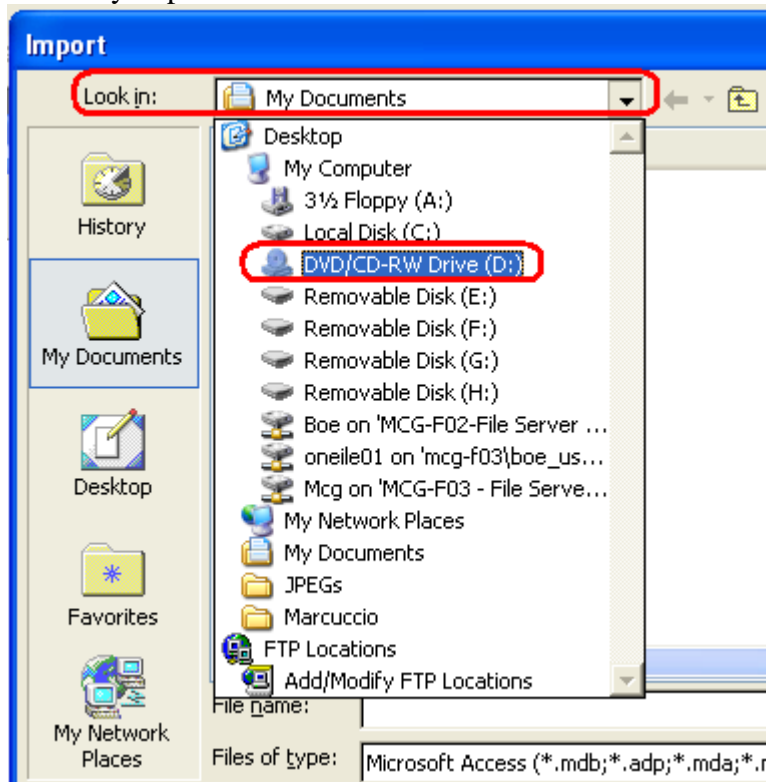 Import
Look in: My Documents
Desktop
My Computer
3½ Floppy (A:)
Local Disk (C:)
DVD/CD-RW Drive (D:)
Removable Disk (E:)
Removable Disk (F:)
Removable Disk (G:)
Removable Disk (H:)
Boe on 'MCG-F02-File Server ...
oneile01 on 'mcg-f03\boe_us...
Mcg on 'MCG-F03 - File Serve...
My Network Places
My Documents
JPEGs
Marcuccio
FTP Locations
Add/Modify FTP Locations
History
My Documents
Desktop
Favorites
My Network
Places
File name:
Files of type: Microsoft Access (*.mdb;*.adp;*.mda;*.